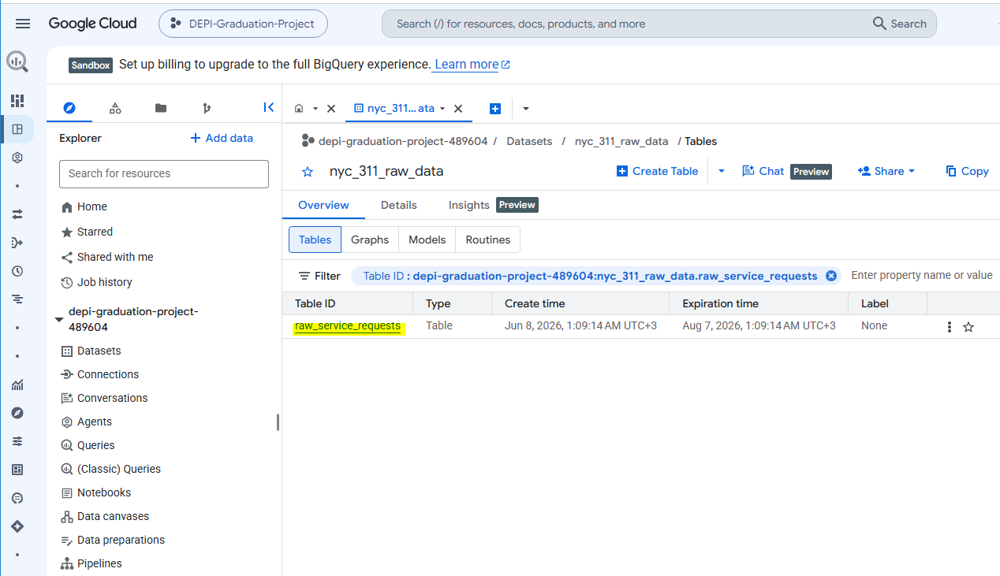 Google Cloud
DEPI-Graduation-Project
Search (/) for resources, docs, products, and more
Search
Sandbox Set up billing to upgrade to the full BigQuery experience. Learn more
nyc_311... ata
Explorer
Add data
Search for resources
Home
Starred
Shared with me
Job history
depi-graduation-project-
489604
Datasets
Connections
Conversations
Agents
Queries
(Classic) Queries
Notebooks
Data canvases
Data preparations
Pipelines
depi-graduation-project-489604 / Datasets / nyc_311_raw_data / Tables
nyc_311_raw_data
Create Table
Chat Preview
Share
Copy
Overview Details Insights Preview
Tables Graphs Models Routines
Filter Table ID : depi-graduation-project-489604:nyc_311_raw_data.raw_service_requests Enter property name or value
Table ID Type Create time Expiration time Label
raw_service_requests Table Jun 8, 2026, 1:09:14 AM UTC+3 Aug 7, 2026, 1:09:14 AM UTC+3 None